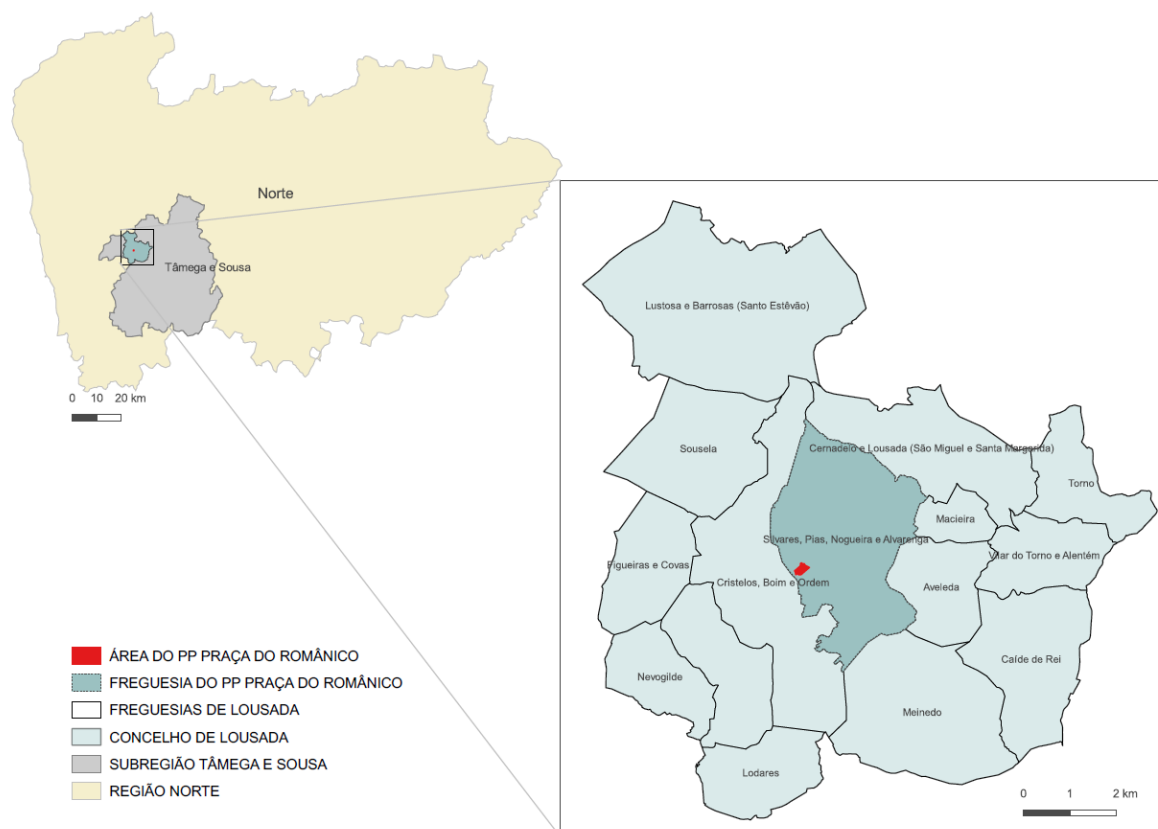 Norte
Tâmega e Sousa
0 10 20 km
Lustosa e Barrosas (Santo Estêvão)
Sousela
Cernadelo e Lousada (São Miguel e Santa Margarida)
Torno
Macieira
Silvares, Pias, Nogueira e Alvarenga
Vilar do Torno e Alentém
Figueiras e Covas
Cristelos, Boim e Ordem
Aveleda
Caíde de Rei
Nevogilde
Meinedo
Lodares
0 1 2 km
ÁREA DO PP PRAÇA DO ROMÂNICO
FREGUESIA DO PP PRAÇA DO ROMÂNICO
FREGUESIAS DE LOUSADA
CONCELHO DE LOUSADA
SUBREGIÃO TÂMEGA E SOUSA
REGIÃO NORTE